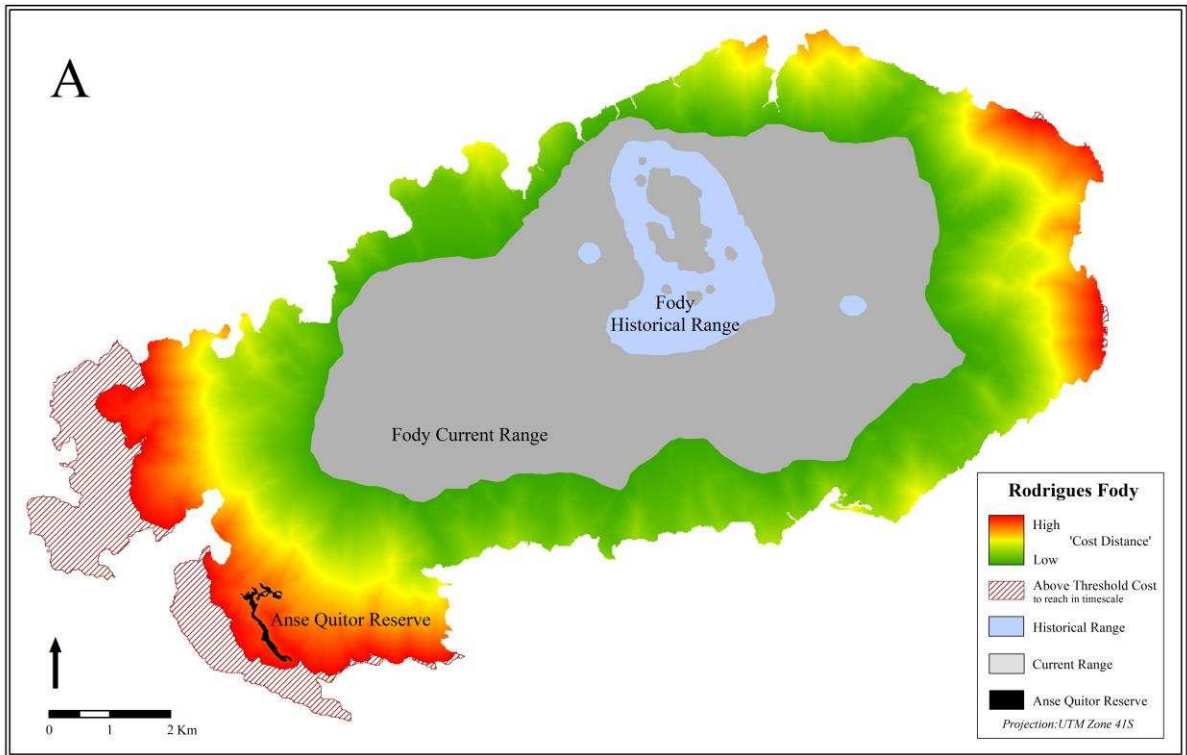 A
Fody
Historical Range
Fody Current Range
Anse Quitor Reserve
0 1 2 Km
Rodrigues Fody
High
'Cost Distance'
Low
Above Threshold Cost
to reach in timescale
Historical Range
Current Range
Anse Quitor Reserve
Projection:UTM Zone 41S